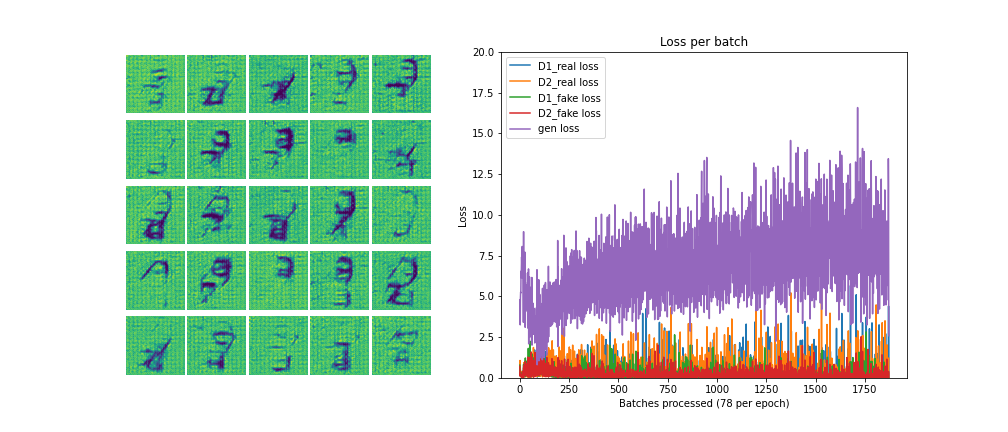 Loss per batch
20.0
17.5
15.0
12.5
10.0
7.5
5.0
2.5
0.0
Loss
D1_real loss
D2_real loss
D1_fake loss
D2_fake loss
gen loss
0 250 500 750 1000 1250 1500 1750
Batches processed (78 per epoch)